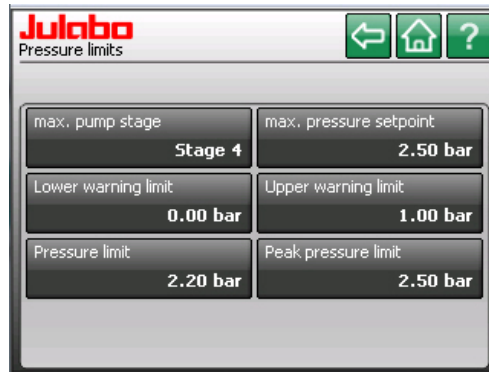 Julabo
Pressure limits
?
max. pump stage
Stage 4
max. pressure setpoint
2.50 bar
Lower warning limit
0.00 bar
Upper warning limit
1.00 bar
Pressure limit
2.20 bar
Peak pressure limit
2.50 bar